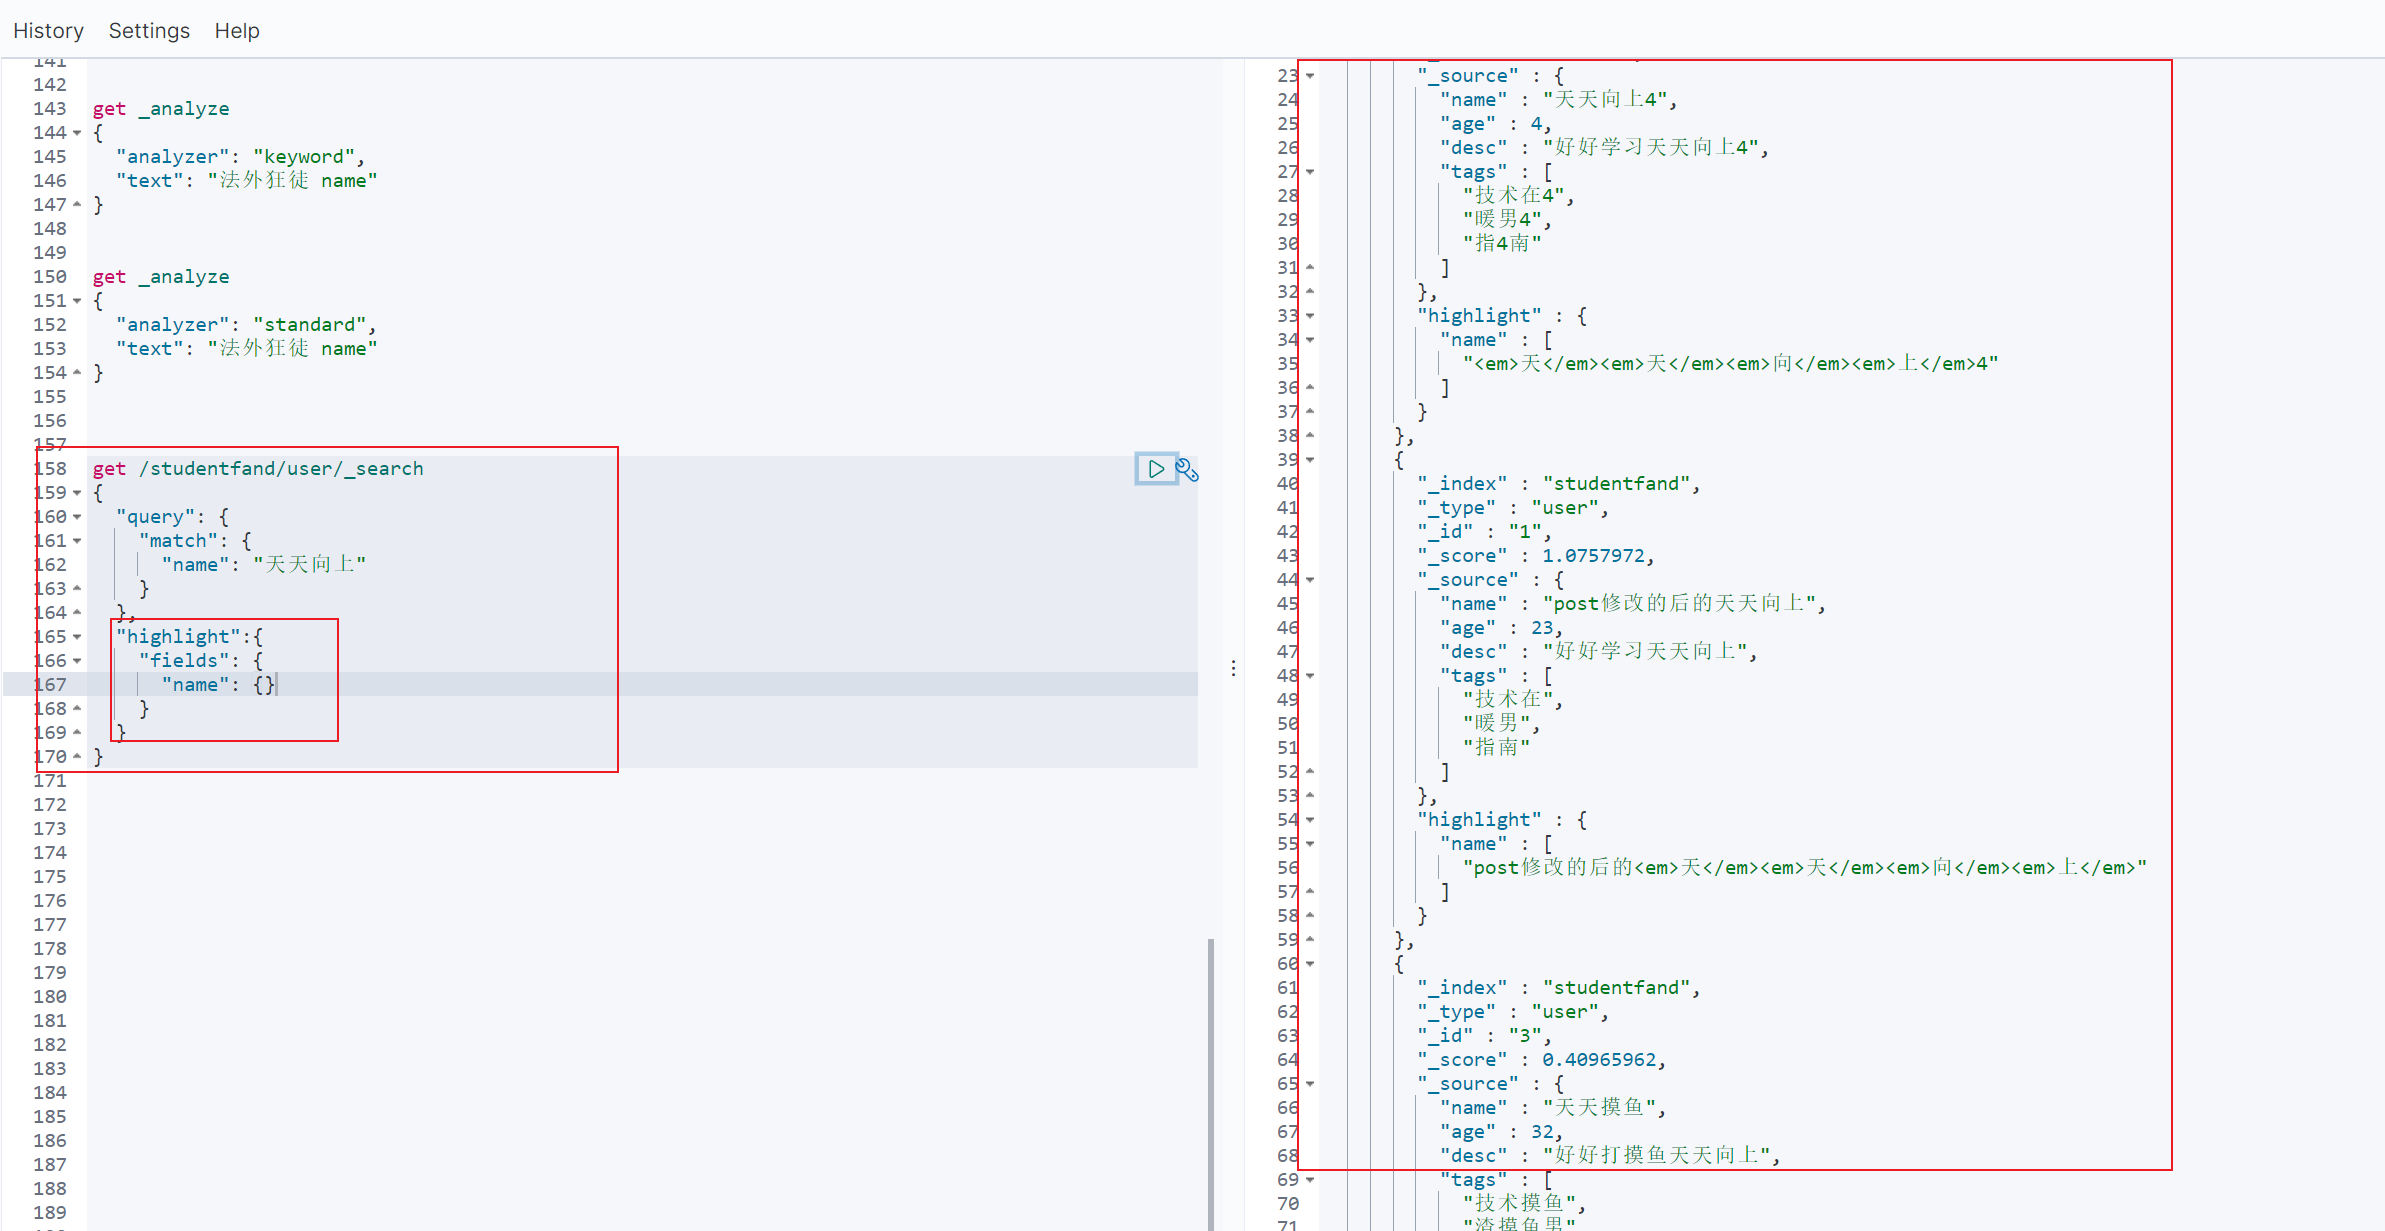 History Settings Help
141
142
143 get _analyze
144 {
145 "analyzer": "keyword",
146 "text": "法外狂徒 name"
147 }
148
149
150 get _analyze
151 {
152 "analyzer": "standard",
153 "text": "法外狂徒 name"
154 }
155
156
157
158 get /studentfand/user/_search
159 {
160 "query": {
161 "match": {
162 "name": "天天向上"
163 }
164 },
165 "highlight":{
166 "fields": {
167 "name": {}
168 }
169 }
170 }
171
172
173
174
175
176
177
178
179
180
181
182
183
184
185
186
187
188
189
23 "_source" : {
24 "name" : "天天向上4",
25 "age" : 4,
26 "desc" : "好好学习天天向上4",
27 "tags" : [
28 "技术在4",
29 "暖男4",
30 "指4南"
31 ]
32 },
33 "highlight" : {
34 "name" : [
35 "<em>天</em><em>天</em><em>向</em><em>上</em>4"
36 ]
37 }
38 },
39 {
40 "_index" : "studentfand",
41 "_type" : "user",
42 "_id" : "1",
43 "_score" : 1.0757972,
44 "_source" : {
45 "name" : "post修改的后的天天向上",
46 "age" : 23,
47 "desc" : "好好学习天天向上",
48 "tags" : [
49 "技术在",
50 "暖男",
51 "指南"
52 ]
53 },
54 "highlight" : {
55 "name" : [
56 "post修改的后的<em>天</em><em>天</em><em>向</em><em>上</em>"
57 ]
58 }
59 },
60 {
61 "_index" : "studentfand",
62 "_type" : "user",
63 "_id" : "3",
64 "_score" : 0.40965962,
65 "_source" : {
66 "name" : "天天摸鱼",
67 "age" : 32,
68 "desc" : "好好打摸鱼天天向上",
69 "tags" : [
70 "技术摸鱼",
71 "渣摸鱼男"